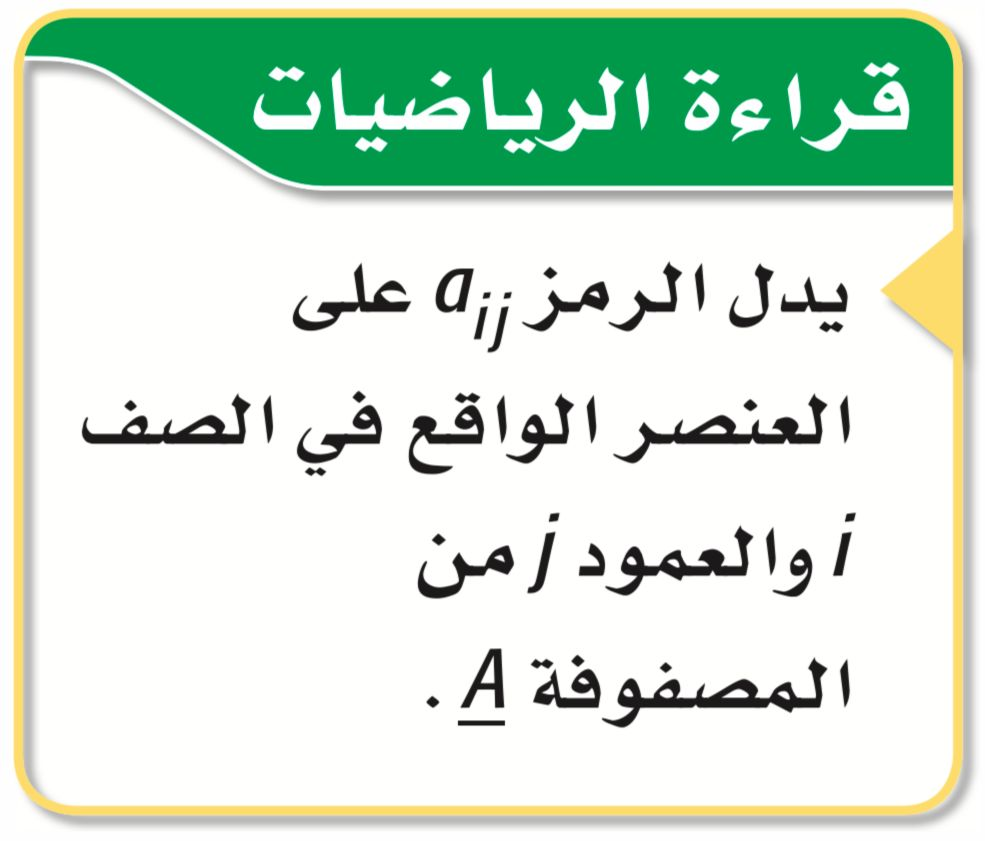 قراءة الرياضيات
يدل الرمز aᵢⱼ على
العنصر الواقع في الصف
i والعمود j من
المصفوفة A .